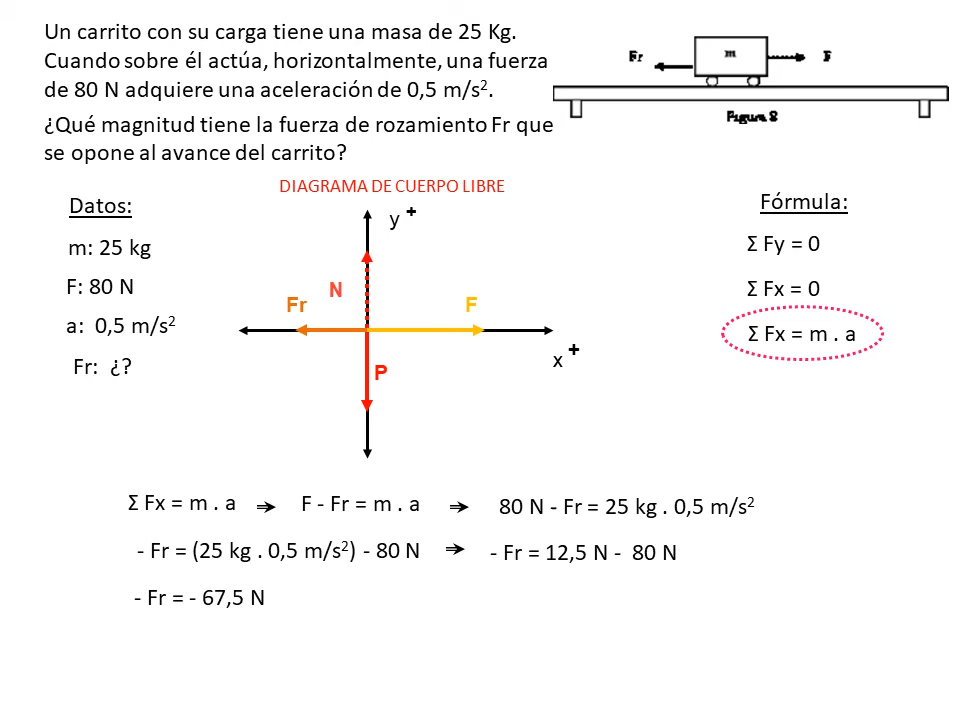 Un carrito con su carga tiene una masa de 25 Kg.
Cuando sobre él actúa, horizontalmente, una fuerza
de 80 N adquiere una aceleración de 0,5 m/s².
¿Qué magnitud tiene la fuerza de rozamiento Fr que
se opone al avance del carrito?
Fr
m
F
Figura 8
DIAGRAMA DE CUERPO LIBRE
Datos:
m: 25 kg
F: 80 N
a: 0,5 m/s²
Fr: ¿?
y +
N
Fr
F
x +
P
Fórmula:
Σ Fy = 0
Σ Fx = 0
Σ Fx = m . a
Σ Fx = m . a → F - Fr = m . a → 80 N - Fr = 25 kg . 0,5 m/s²
- Fr = (25 kg . 0,5 m/s²) - 80 N → - Fr = 12,5 N - 80 N
- Fr = - 67,5 N